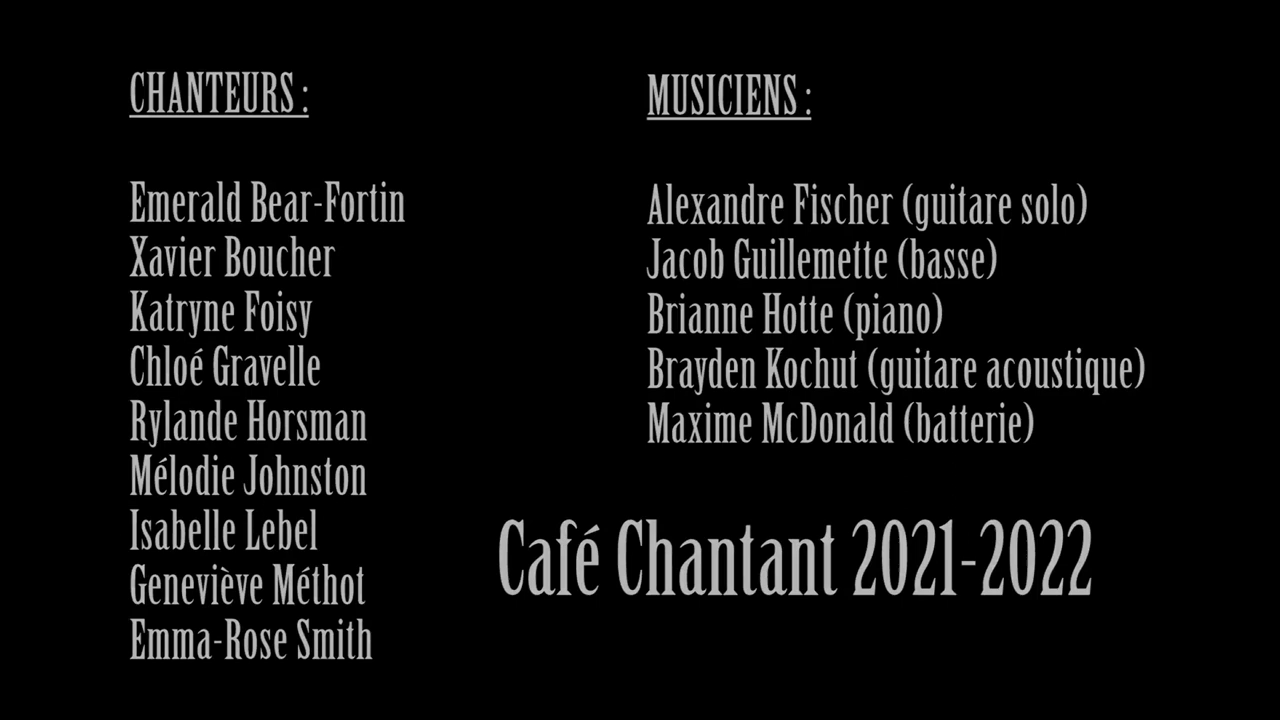 CHANTEURS :
Emerald Bear-Fortin
Xavier Boucher
Katryne Foisy
Chloé Gravelle
Rylande Horsman
Mélodie Johnston
Isabelle Lebel
Geneviève Méthot
Emma-Rose Smith
MUSICIENS :
Alexandre Fischer (guitare solo)
Jacob Guillemette (basse)
Brianne Hotte (piano)
Brayden Kochut (guitare acoustique)
Maxime McDonald (batterie)
Café Chantant 2021-2022